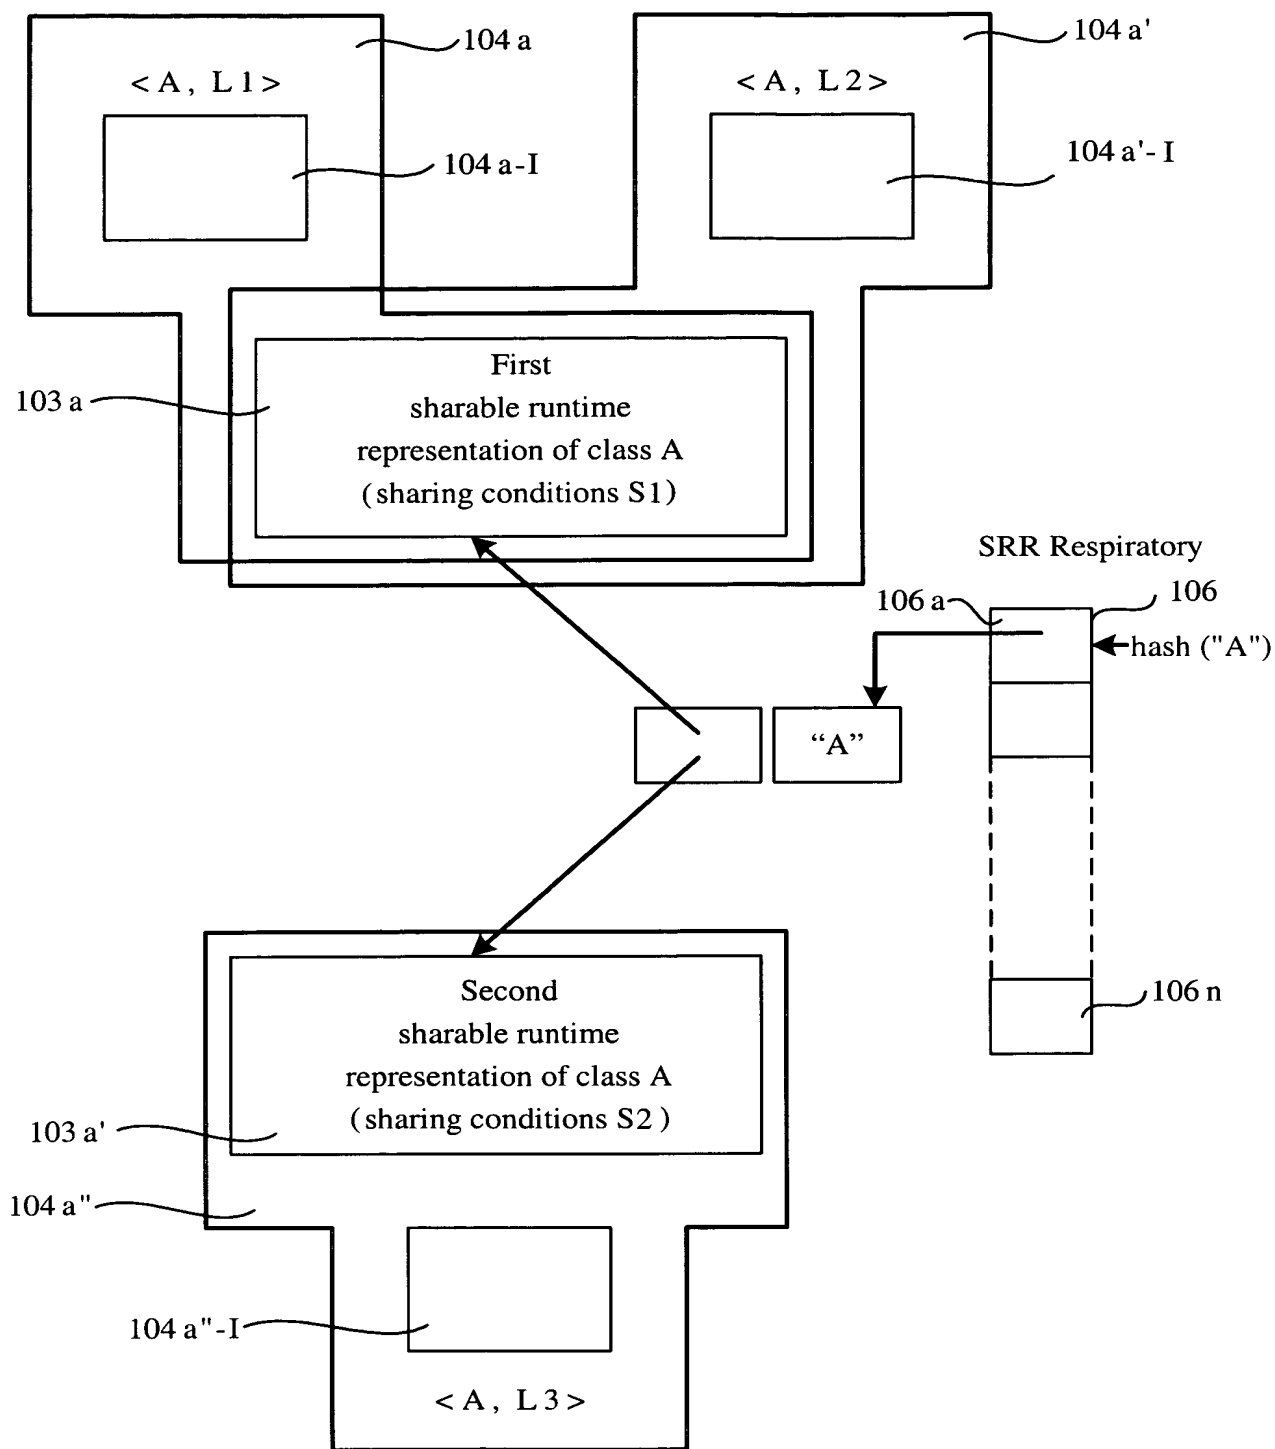 104 a
104 a'
< A, L 1 >
< A, L 2 >
104 a-I
104 a'- I
First
sharable runtime
representation of class A
(sharing conditions S1)
103 a
SRR Respiratory
106 a
106
hash ("A")
“A”
106 n
Second
sharable runtime
representation of class A
(sharing conditions S2 )
103 a'
104 a"
104 a"-I
< A, L 3 >